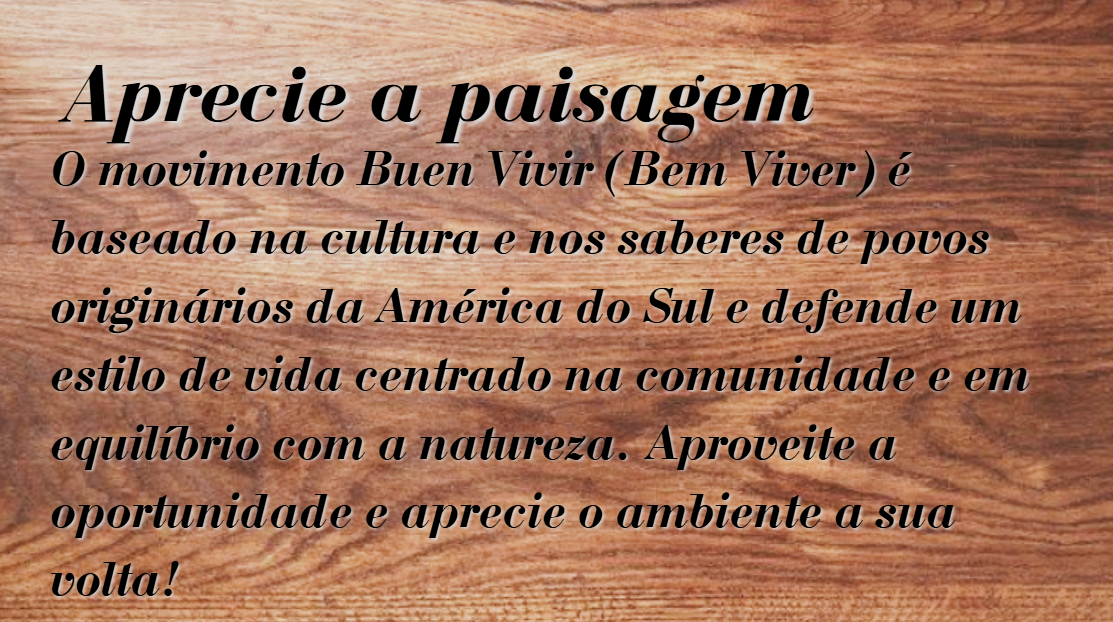 Aprecie a paisagem
O movimento Buen Vivir (Bem Viver) é
baseado na cultura e nos saberes de povos
originários da América do Sul e defende um
estilo de vida centrado na comunidade e em
equilíbrio com a natureza. Aproveite a
oportunidade e aprecie o ambiente a sua
volta!